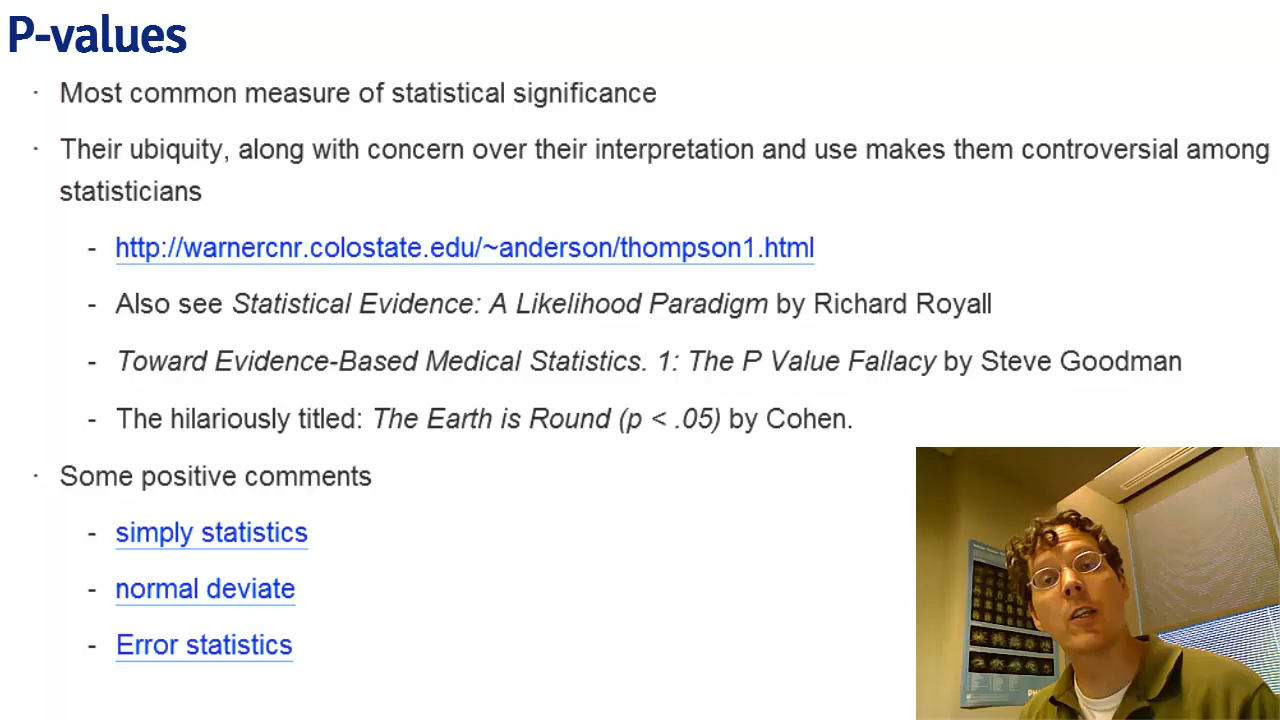 P-values
· Most common measure of statistical significance
· Their ubiquity, along with concern over their interpretation and use makes them controversial among
statisticians
- http://warnercnr.colostate.edu/~anderson/thompson1.html
- Also see Statistical Evidence: A Likelihood Paradigm by Richard Royall
- Toward Evidence-Based Medical Statistics. 1: The P Value Fallacy by Steve Goodman
- The hilariously titled: The Earth is Round (p < .05) by Cohen.
· Some positive comments
- simply statistics
- normal deviate
- Error statistics